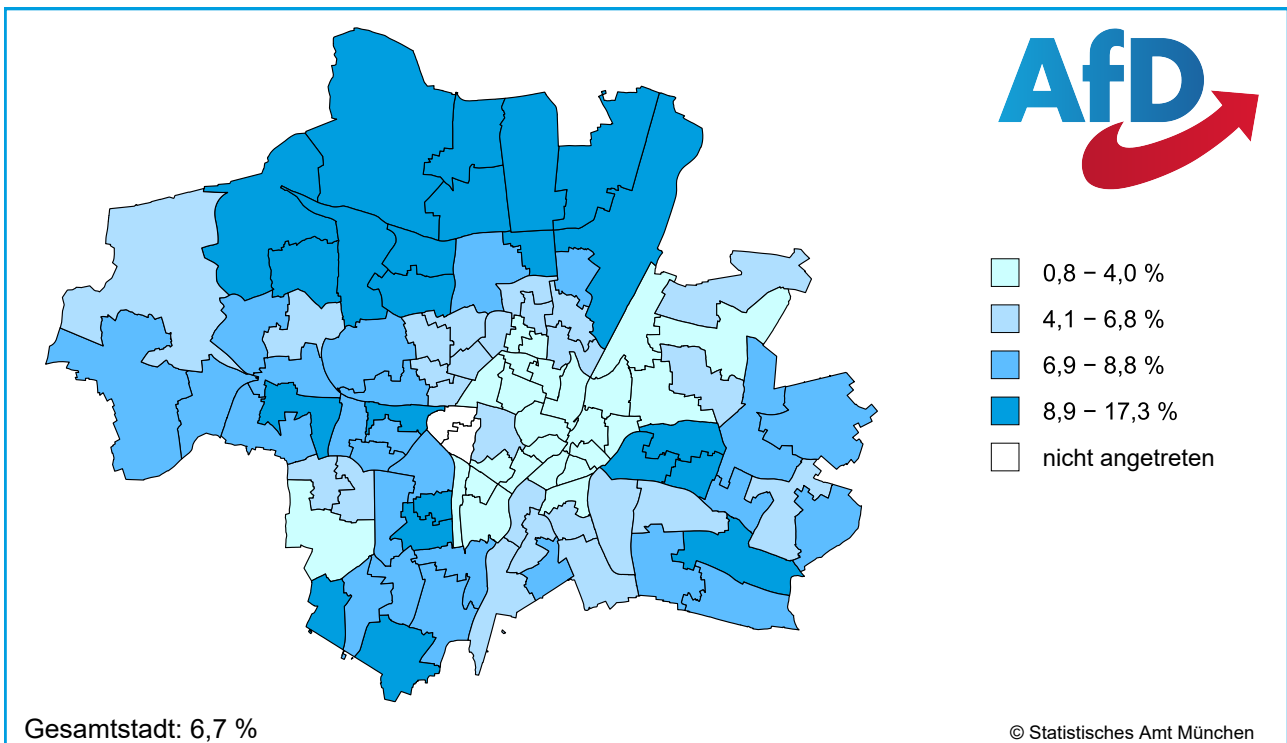 AfD
0,8 – 4,0 %
4,1 – 6,8 %
6,9 – 8,8 %
8,9 – 17,3 %
nicht angetreten
Gesamtstadt: 6,7 %
© Statistisches Amt München